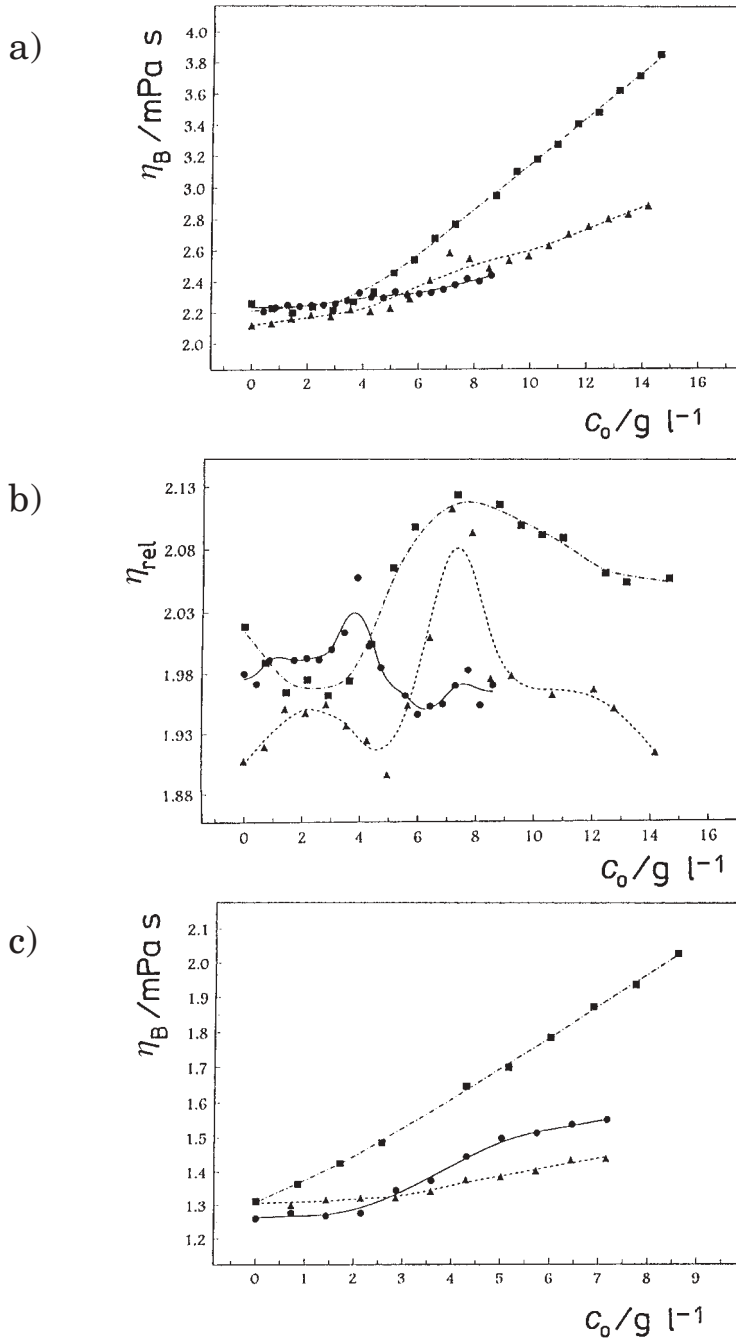 a)
η_B /mPa s
4.0
3.8
3.6
3.4
3.2
3.0
2.8
2.6
2.4
2.2
2.0
0 2 4 6 8 10 12 14 16
c_o/g l⁻¹
b)
η_rel
2.13
2.08
2.03
1.98
1.93
1.88
0 2 4 6 8 10 12 14 16
c_o/g l⁻¹
c)
η_B /mPa s
2.1
2.0
1.9
1.8
1.7
1.6
1.5
1.4
1.3
1.2
0 1 2 3 4 5 6 7 8 9
c_o/g l⁻¹